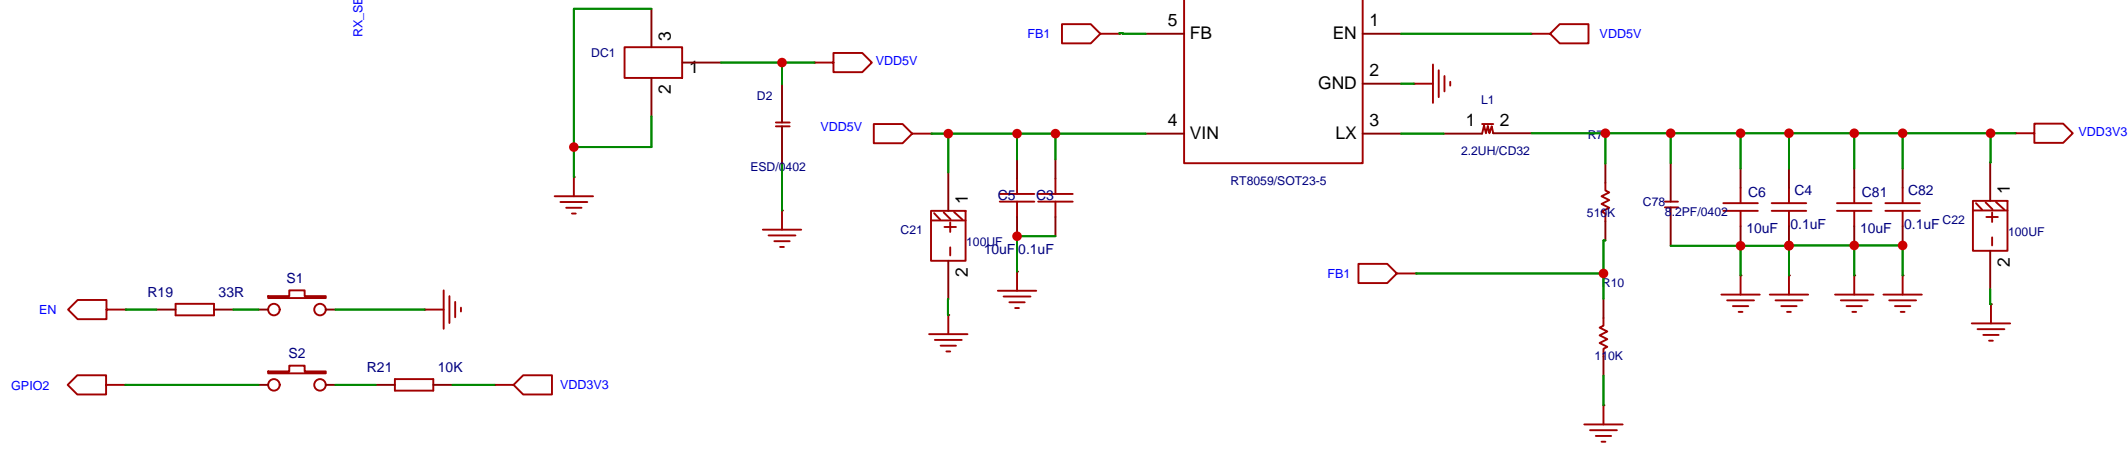 RX_SE
DC1
3
1
2
VDD5V
D2
ESD/0402
FB1
5
FB
EN
1
VDD5V
GND
2
VDD5V
4
VIN
LX
3
RT8059/SOT23-5
L1
1
2
2.2UH/CD32
VDD3V3
C21
1
2
100UF
C5
C3
10uF
0.1uF
510K
C78
8.2PF/0402
C6
10uF
C4
0.1uF
C81
10uF
C82
0.1uF
C22
1
2
100UF
FB1
R10
110K
EN
R19
33R
S1
GPIO2
S2
R21
10K
VDD3V3